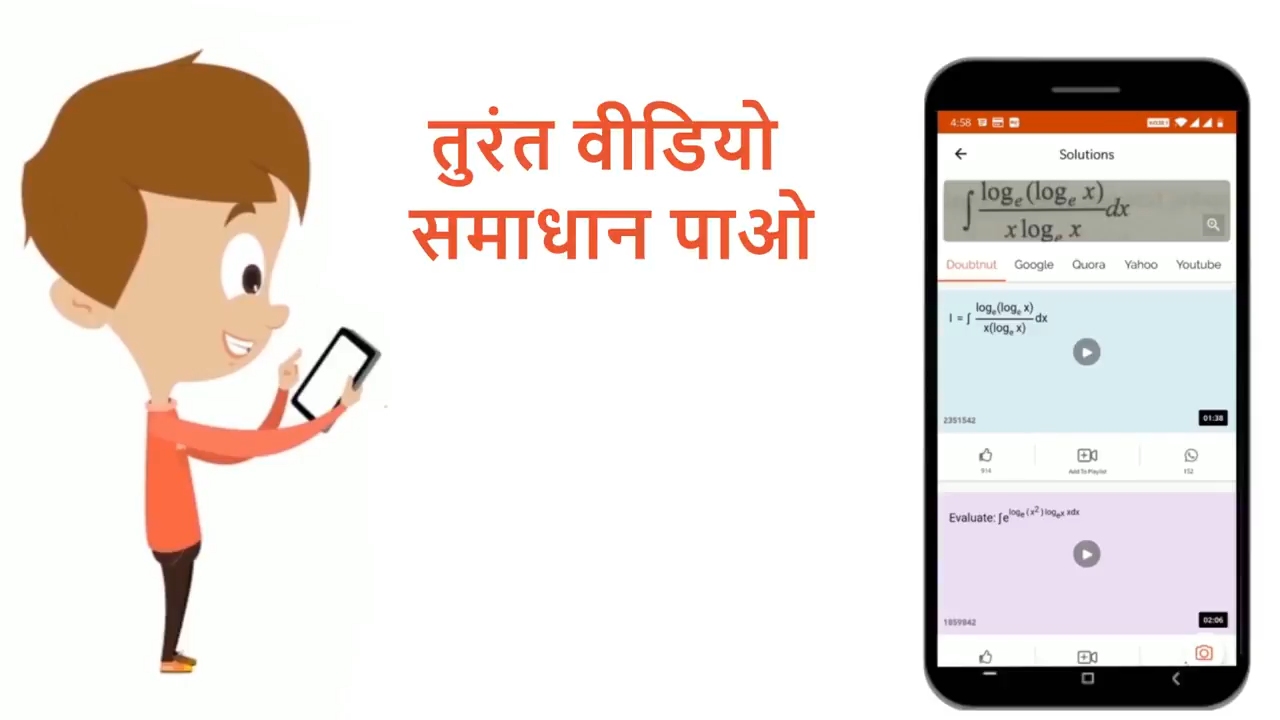 तुरंत वीडियो
समाधान पाओ
4:58
Solutions
∫ logₑ(logₑ x) / x logₑ x dx
Doubtnut Google Quora Yahoo Youtube
I = ∫ logₑ(logₑ x) / x(logₑ x) dx
2351542 01:38
914 Add To Playlist 152
Evaluate: ∫e^logₑ(x²) logₑx xdx
1859842 02:06